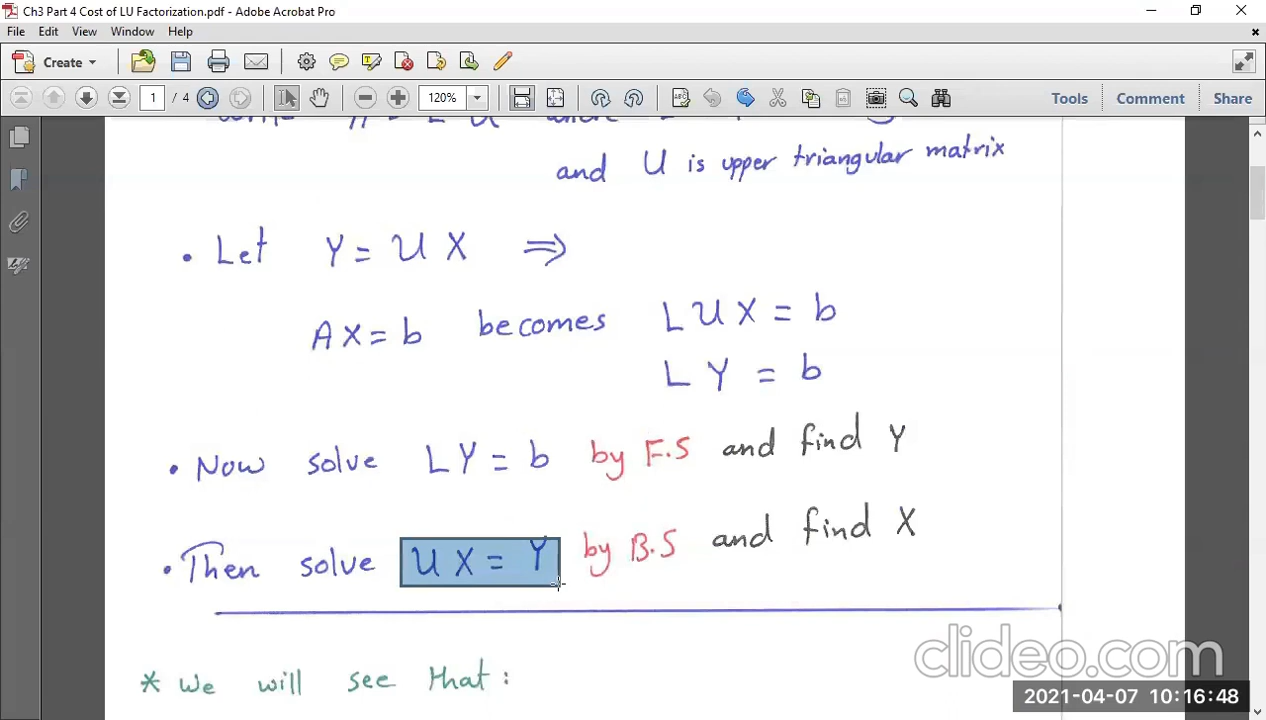 Ch3 Part 4 Cost of LU Factorization.pdf - Adobe Acrobat Pro
File Edit View Window Help
Create
1 / 4 120% Tools Comment Share
and U is upper triangular matrix
• Let Y = U X ⇒
A X = b becomes L U X = b
L Y = b
• Now solve L Y = b by F.S and find Y
• Then solve U X = Y by B.S and find X
* We will see that :
clideo.com
2021-04-07 10:16:48